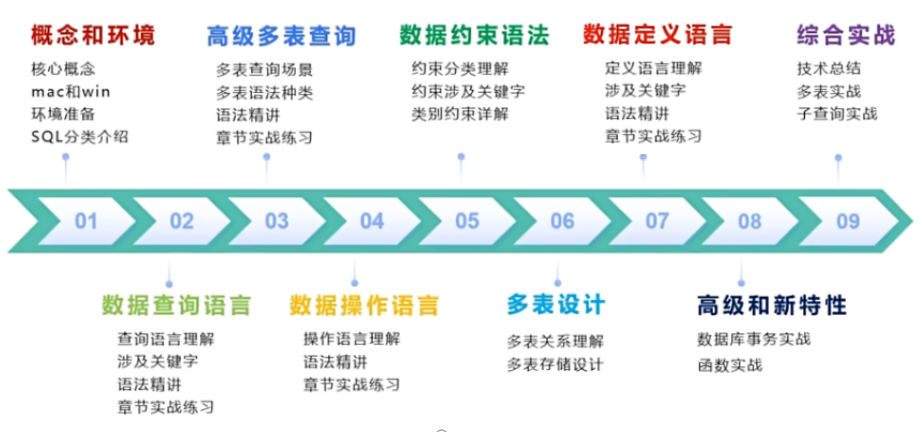 概念和环境
核心概念
mac和win
环境准备
SQL分类介绍
高级多表查询
多表查询场景
多表语法种类
语法精讲
章节实战练习
数据约束语法
约束分类理解
约束涉及关键字
类别约束详解
数据定义语言
定义语言理解
涉及关键字
语法精讲
章节实战练习
综合实战
技术总结
多表实战
子查询实战
01
02
03
04
05
06
07
08
09
数据查询语言
查询语言理解
涉及关键字
语法精讲
章节实战练习
数据操作语言
操作语言理解
语法精讲
章节实战练习
多表设计
多表关系理解
多表存储设计
高级和新特性
数据库事务实战
函数实战